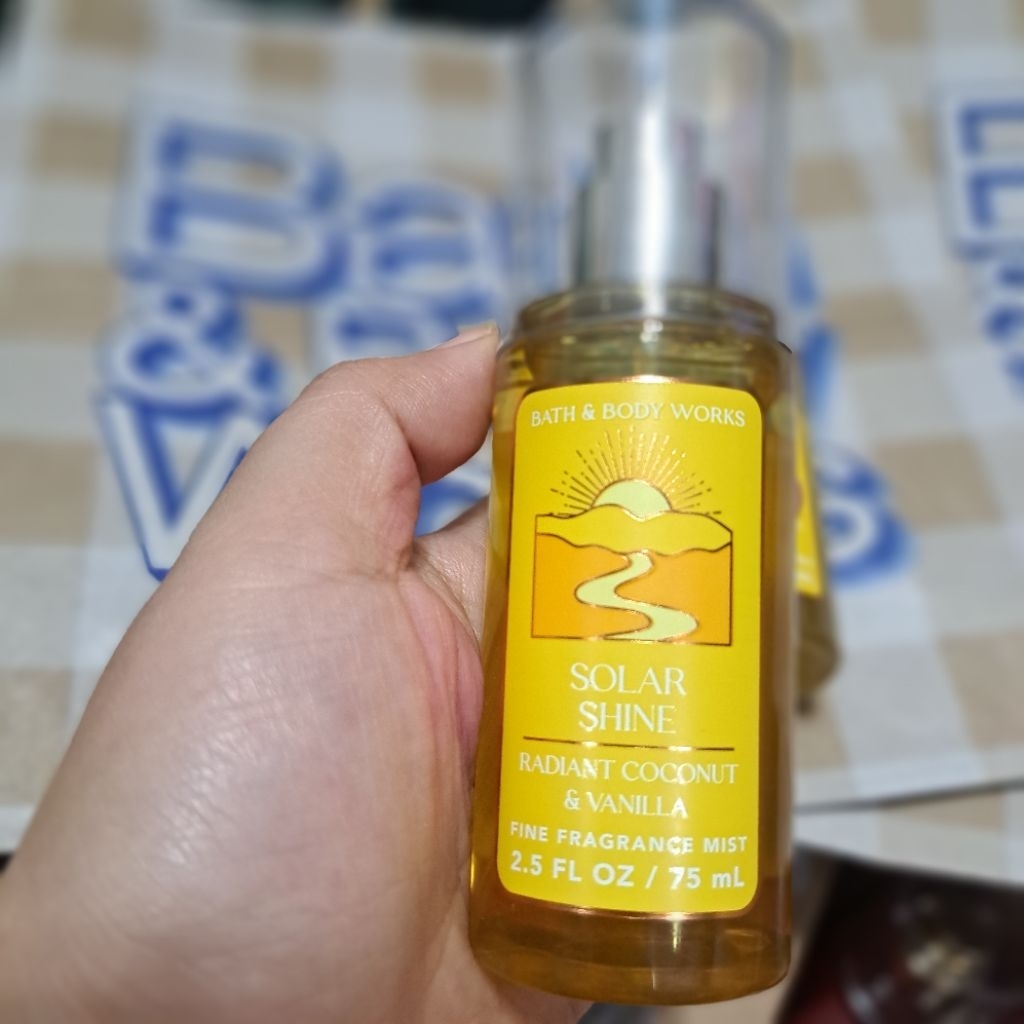 BATH & BODY WORKS
SOLAR
SHINE
RADIANT COCONUT
& VANILLA
FINE FRAGRANCE MIST
2.5 FL OZ / 75 mL